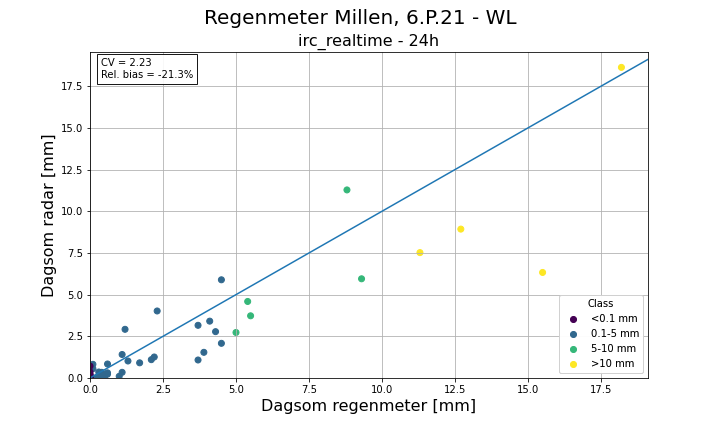 Regenmeter Millen, 6.P.21 - WL
irc_realtime - 24h
CV = 2.23
Rel. bias = -21.3%
Dagsom radar [mm]
17.5
15.0
12.5
10.0
7.5
5.0
2.5
0.0
Class
<0.1 mm
0.1-5 mm
5-10 mm
>10 mm
0.0 2.5 5.0 7.5 10.0 12.5 15.0 17.5
Dagsom regenmeter [mm]